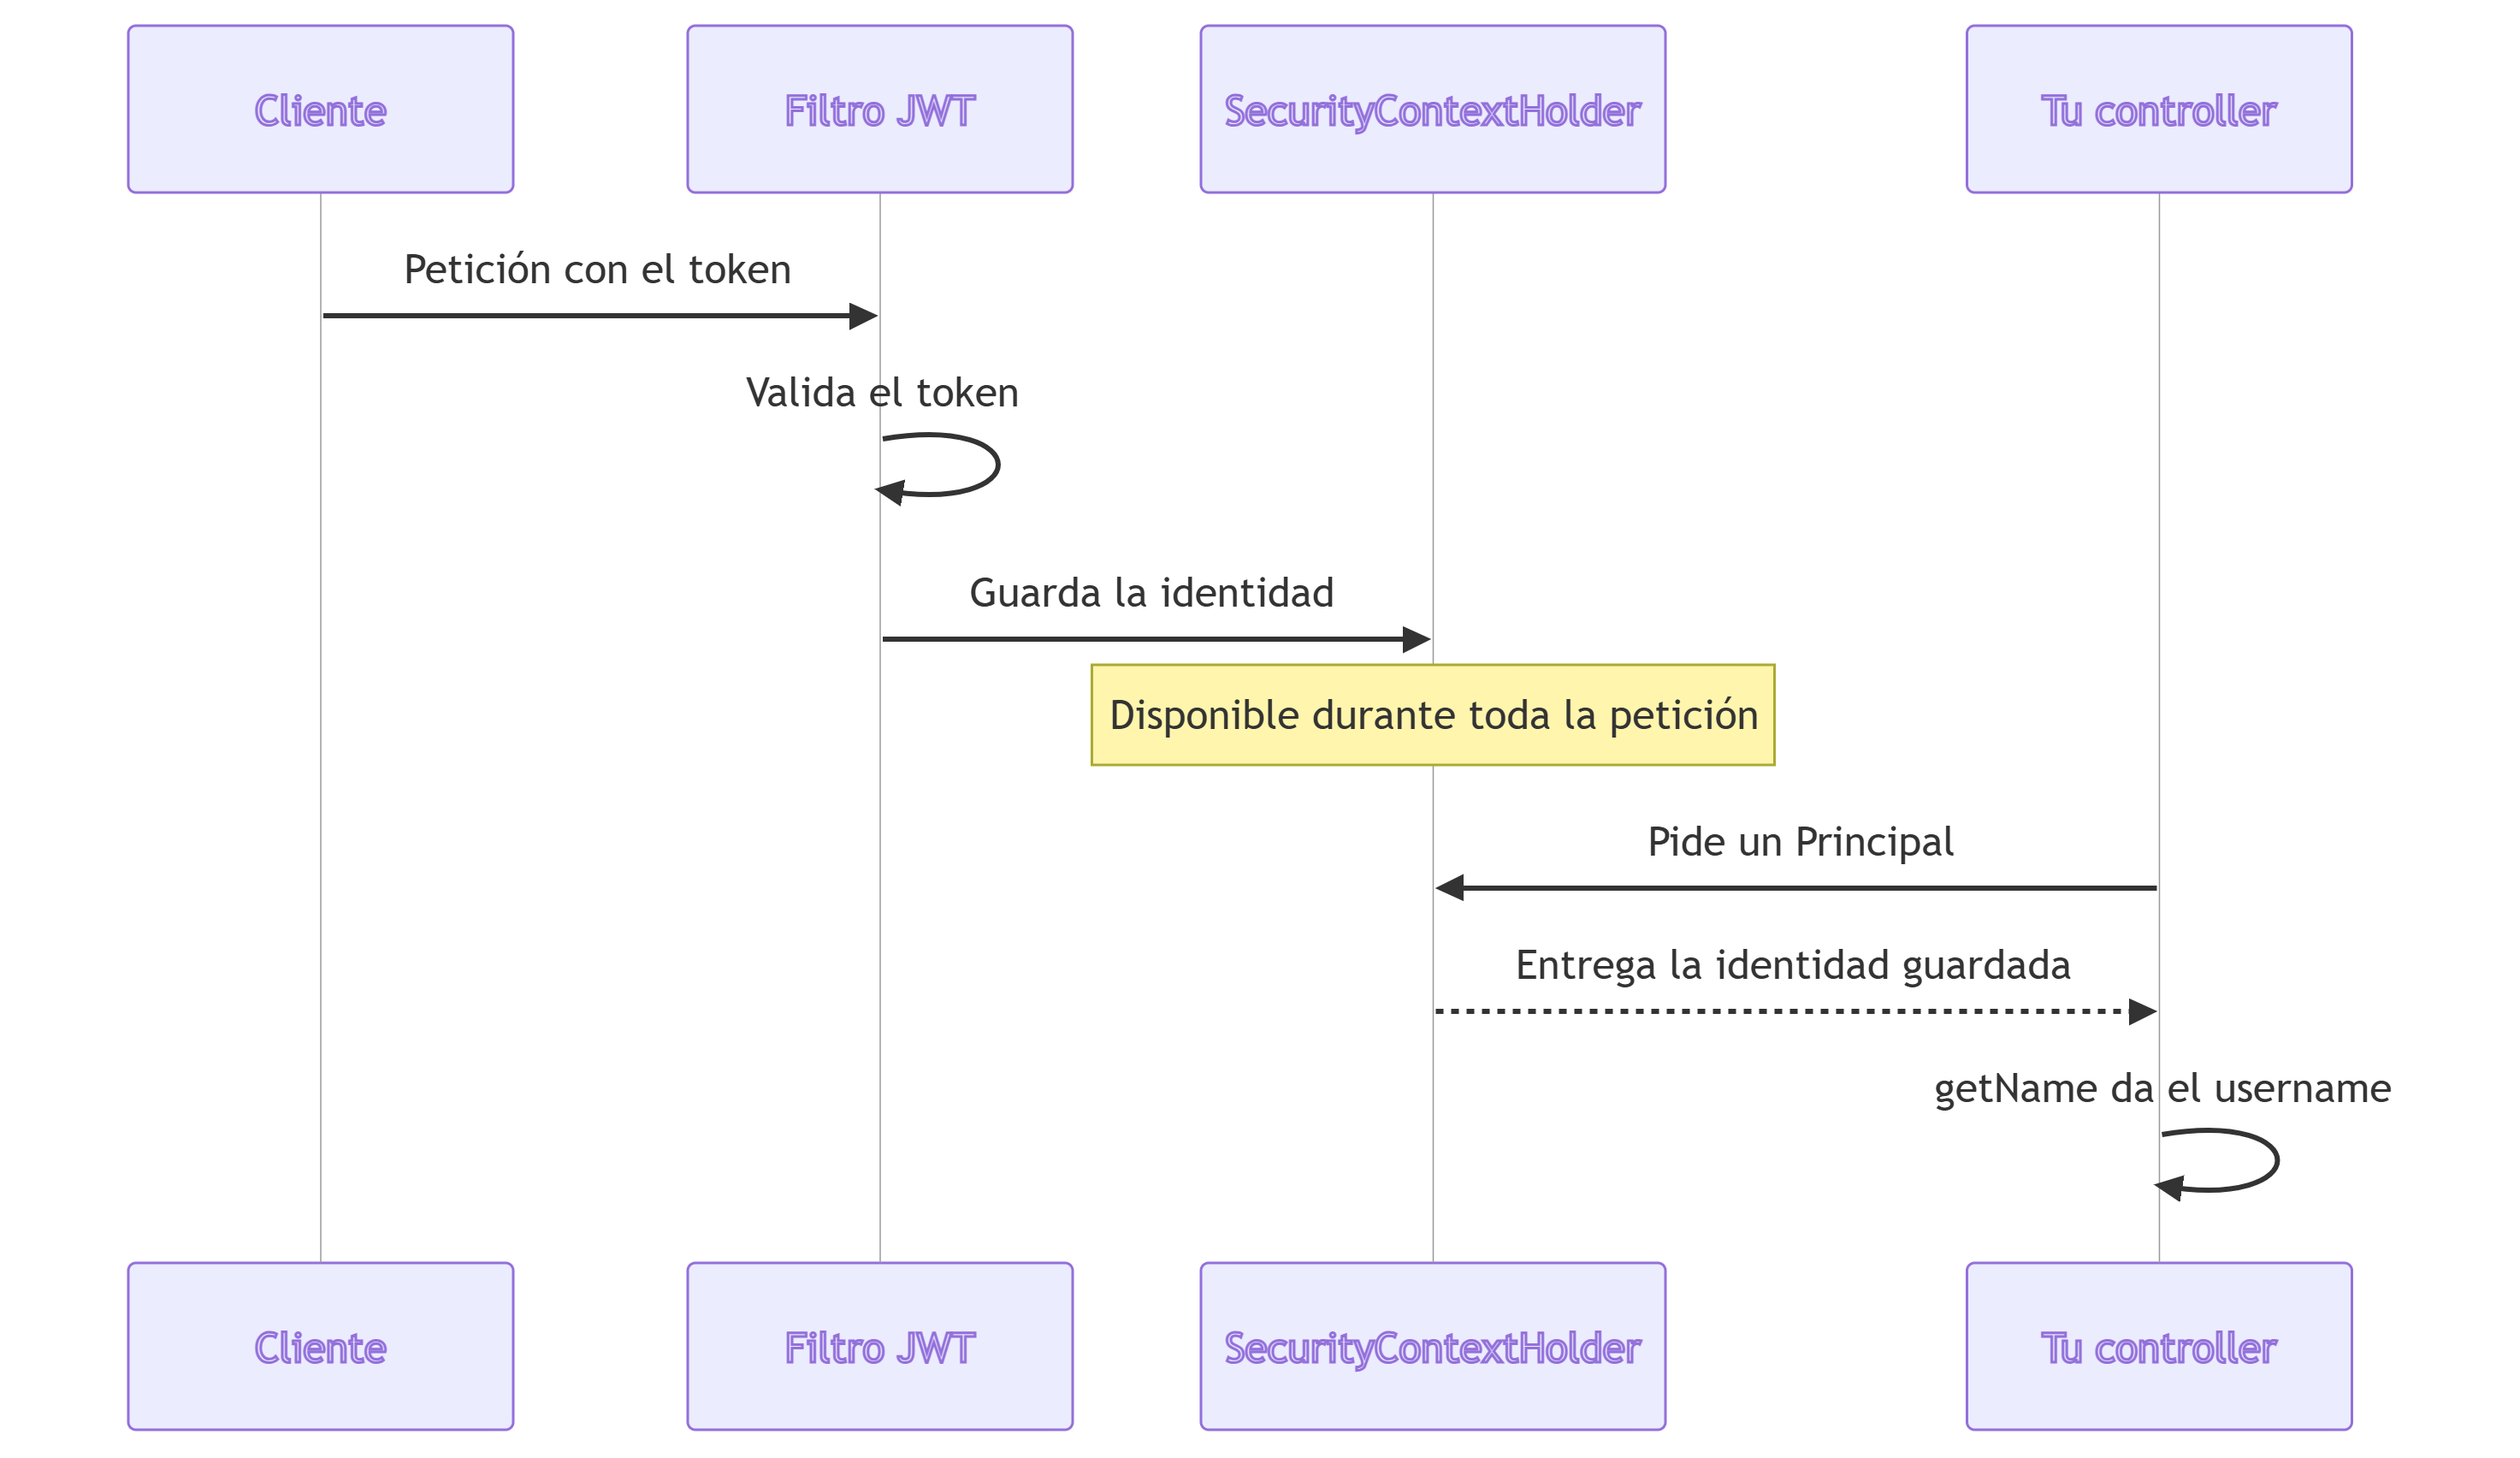 Cliente
Filtro JWT
SecurityContextHolder
Tu controller
Petición con el token
Valida el token
Guarda la identidad
Disponible durante toda la petición
Pide un Principal
Entrega la identidad guardada
getName da el username
Cliente
Filtro JWT
SecurityContextHolder
Tu controller